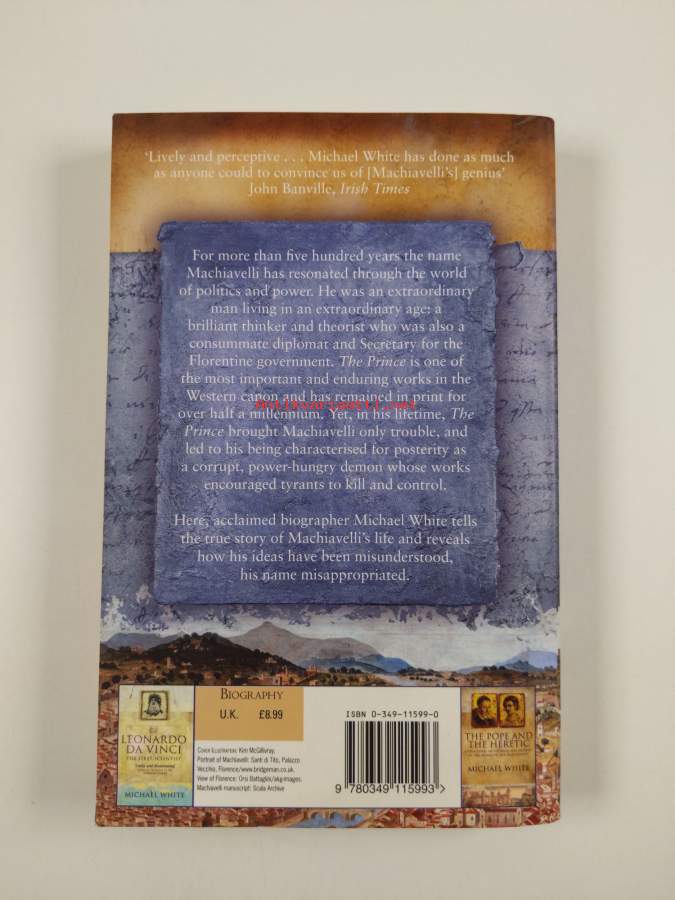 ‘Lively and perceptive . . . Michael White has done as much
as anyone could to convince us of [Machiavelli’s] genius’
John Banville, Irish Times
For more than five hundred years the name
Machiavelli has resonated through the world
of politics and power. He was an extraordinary
man living in an extraordinary age: a
brilliant thinker and theorist who was also a
consummate diplomat and Secretary for the
Florentine government. The Prince is one of
the most important and enduring works in the
Western canon and has remained in print for
antikvariaatti.net
over half a millennium. Yet, in his lifetime, The
Prince brought Machiavelli only trouble, and
led to his being characterised for posterity as
a corrupt, power-hungry demon whose works
encouraged tyrants to kill and control.
Here, acclaimed biographer Michael White tells
the true story of Machiavelli’s life and reveals
how his ideas have been misunderstood,
his name misappropriated.
LEONARDO
DA VINCI
THE FIRST SCIENTIST
MICHAEL WHITE
BIOGRAPHY
U.K. £8.99
COVER ILLUSTRATION: Kim McGillivray.
Portrait of Machiavelli: Santi di Tito, Palazzo
Vecchio, Florence/www.bridgeman.co.uk.
View of Florence: Orsi Battaglini/akg-images.
Machiavelli manuscript: Scala Archive
ISBN 0-349-11599-0
9 780349 115993 >
THE POPE AND
THE HERETIC
MICHAEL WHITE